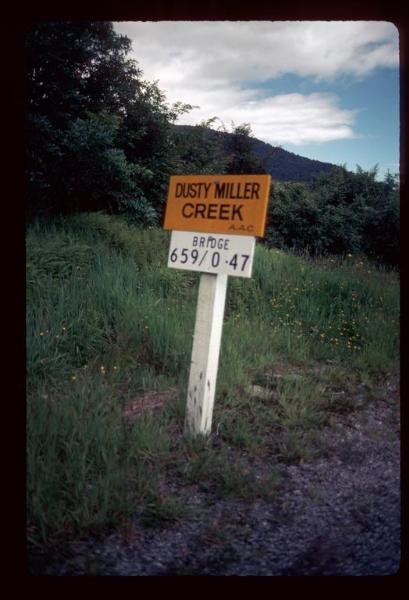 DUSTY MILLER
CREEK
A.A.C.
BRIDGE
659/0·47